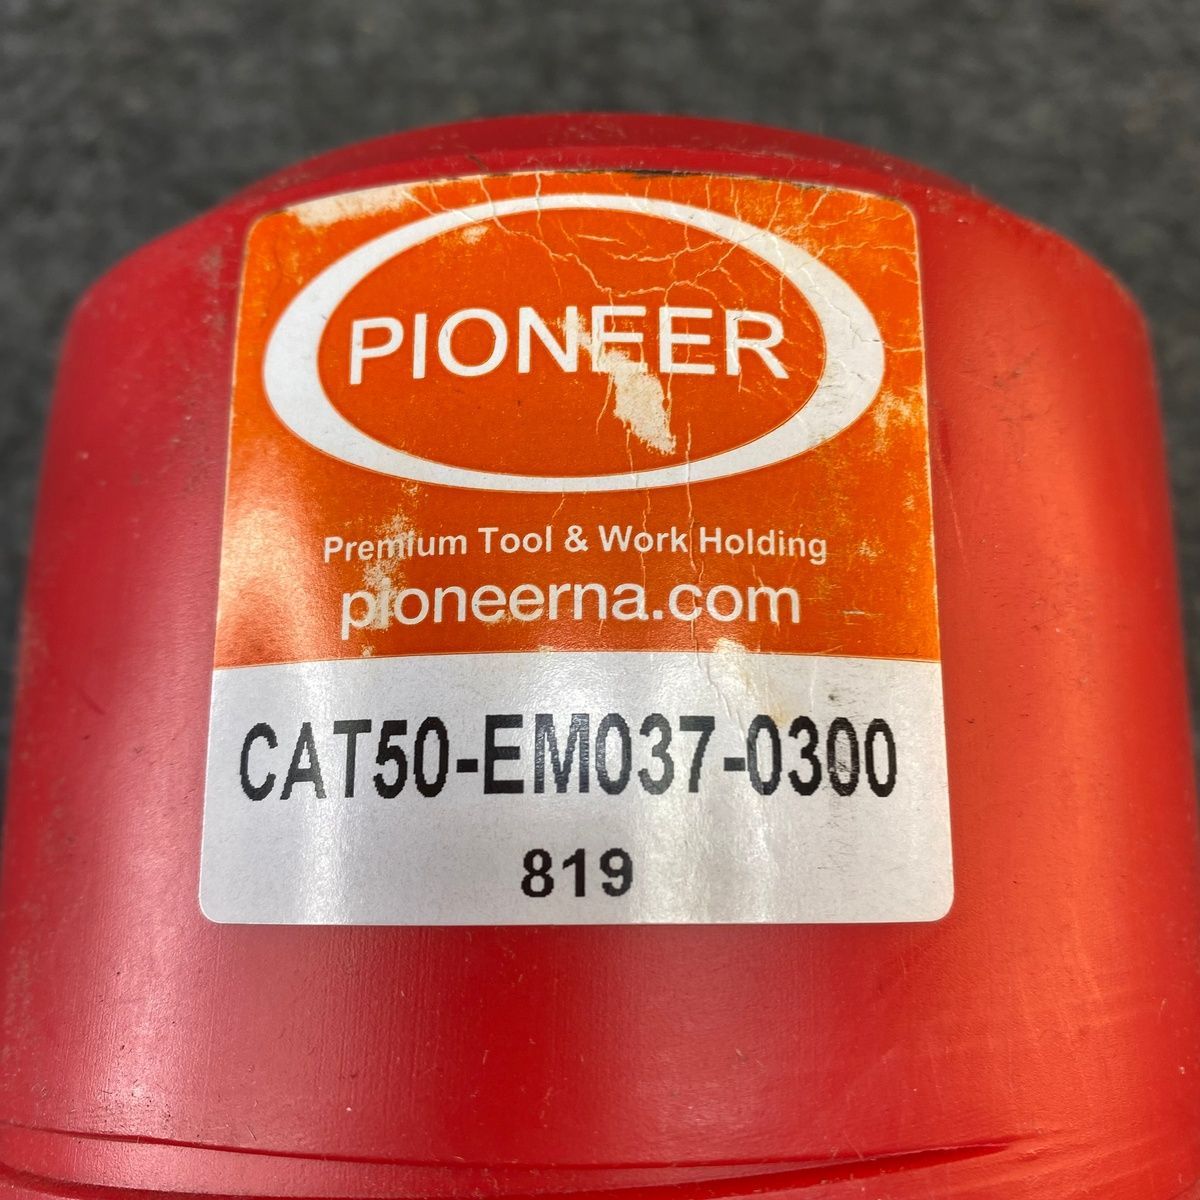 PIONEER
Premium Tool & Work Holding
pioneerna.com
CAT50-EM037-0300
819